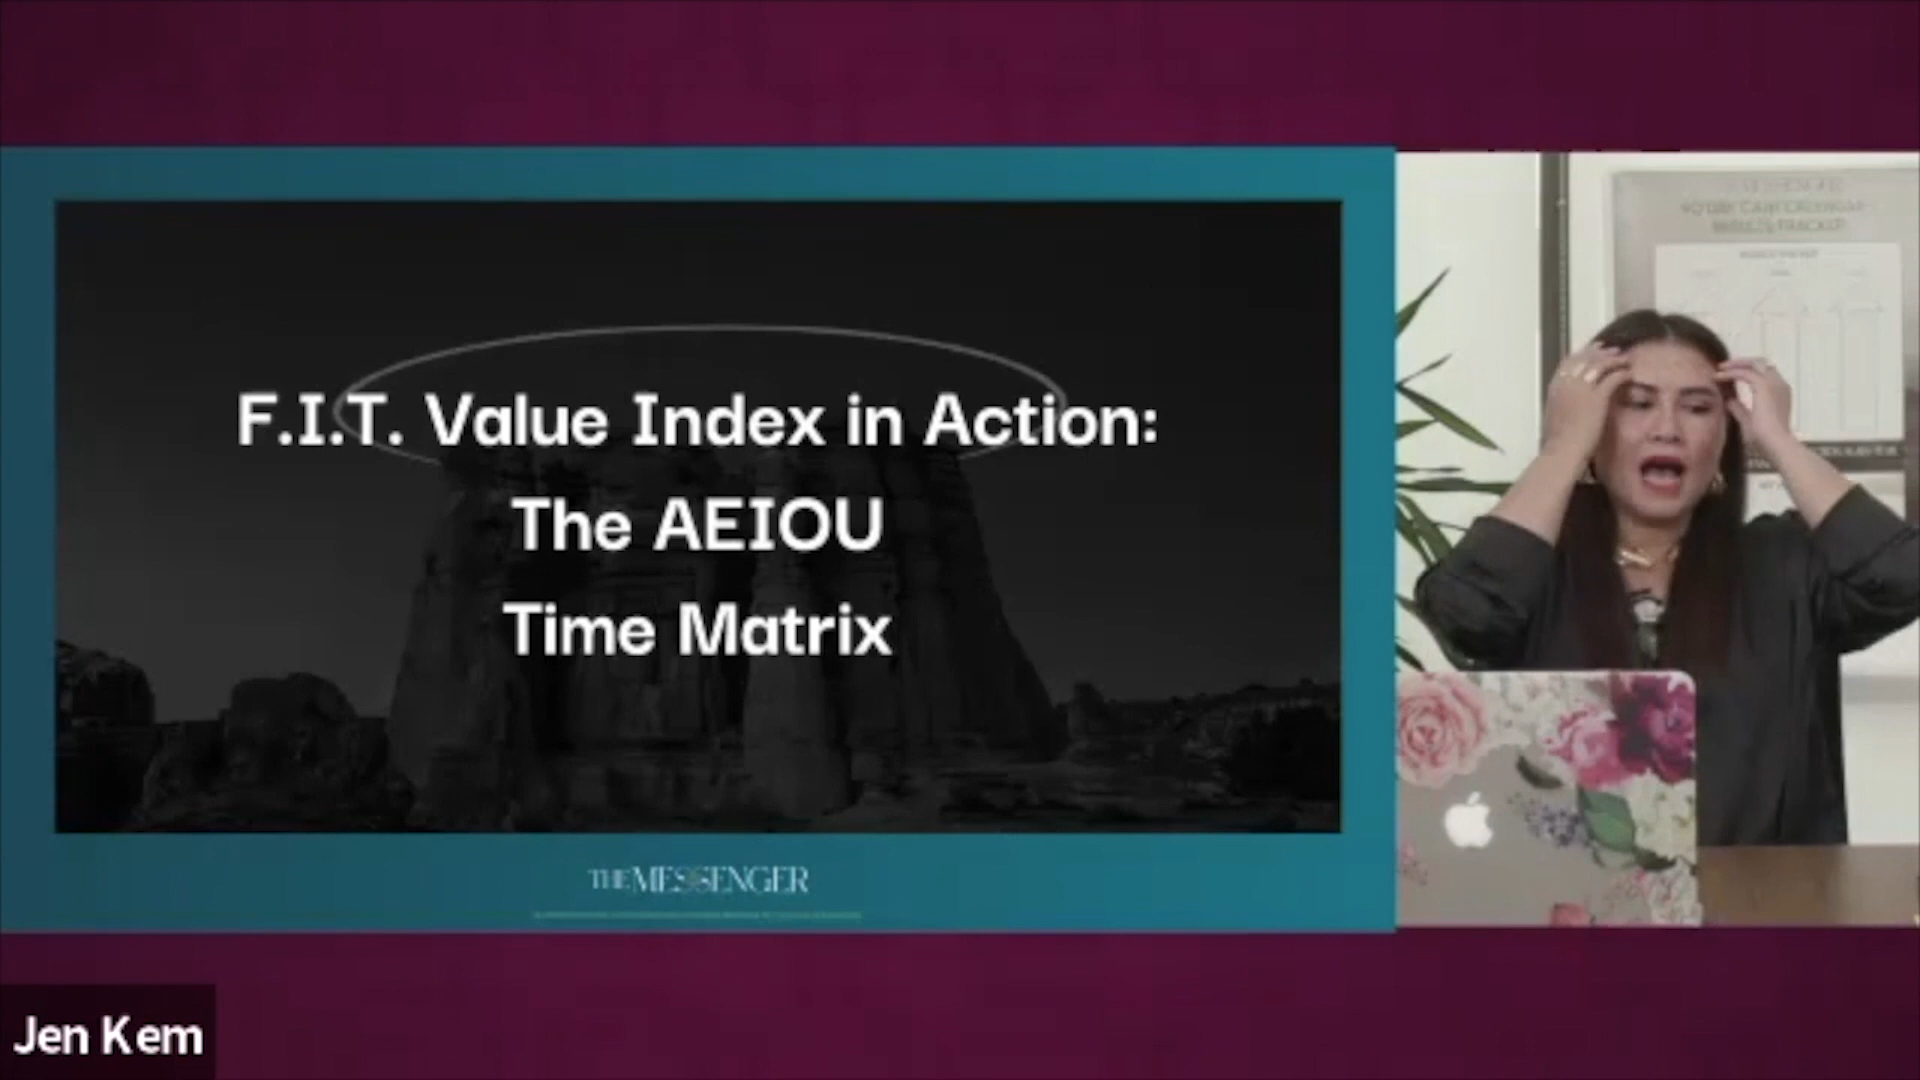 F.I.T. Value Index in Action:
The AEIOU
Time Matrix
THE MESSENGER
Jen Kem